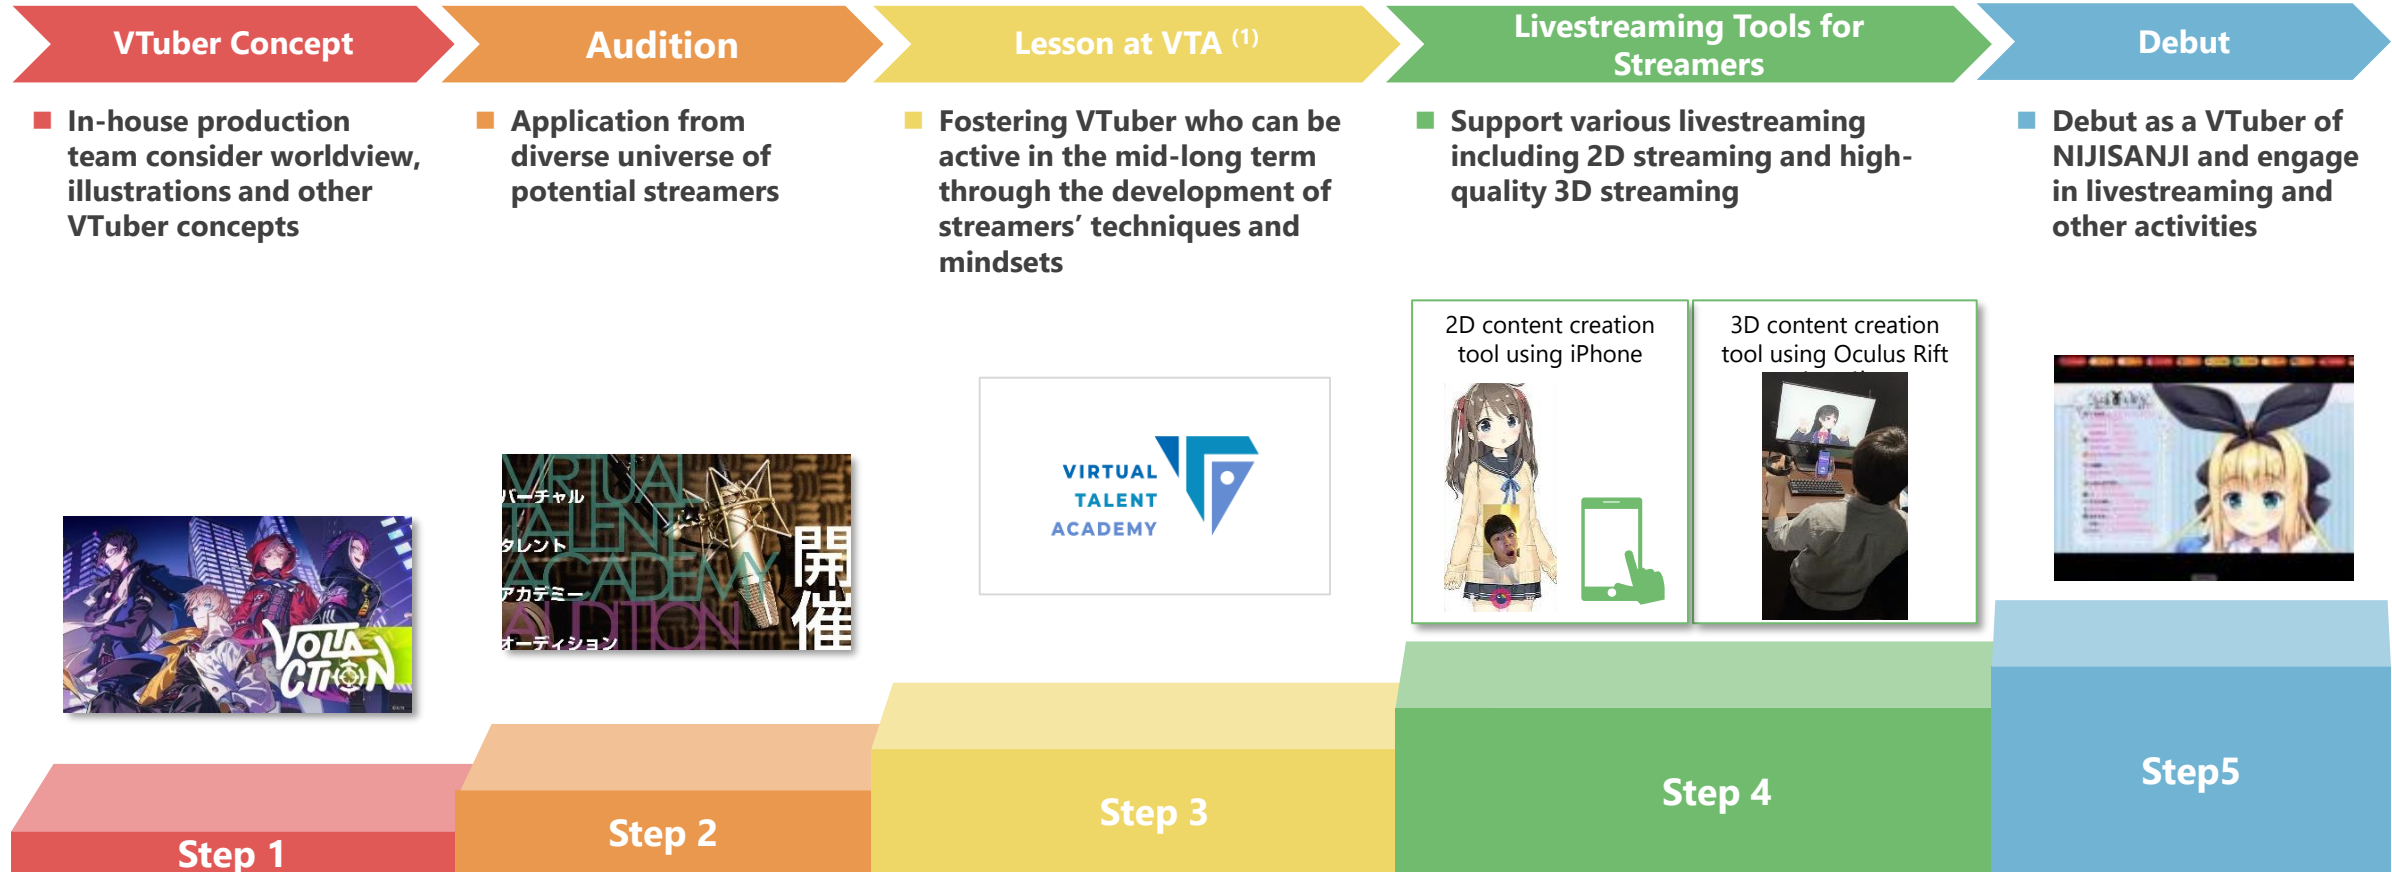 VTuber Concept
Audition
Lesson at VTA (1)
Livestreaming Tools for
Streamers
Debut
■ In-house production
team consider worldview,
illustrations and other
VTuber concepts
■ Application from
diverse universe of
potential streamers
■ Fostering VTuber who can be
active in the mid-long term
through the development of
streamers’ techniques and
mindsets
■ Support various livestreaming
including 2D streaming and high-
quality 3D streaming
■ Debut as a VTuber of
NIJISANJI and engage
in livestreaming and
other activities
VOLTA
CTION
VIRTUAL
バーチャル
TALENT
タレント
ACADEMY
アカデミー
AUDITION
オーディション
開催
VIRTUAL
TALENT
ACADEMY
2D content creation
tool using iPhone
3D content creation
tool using Oculus Rift
Step 1
Step 2
Step 3
Step 4
Step5